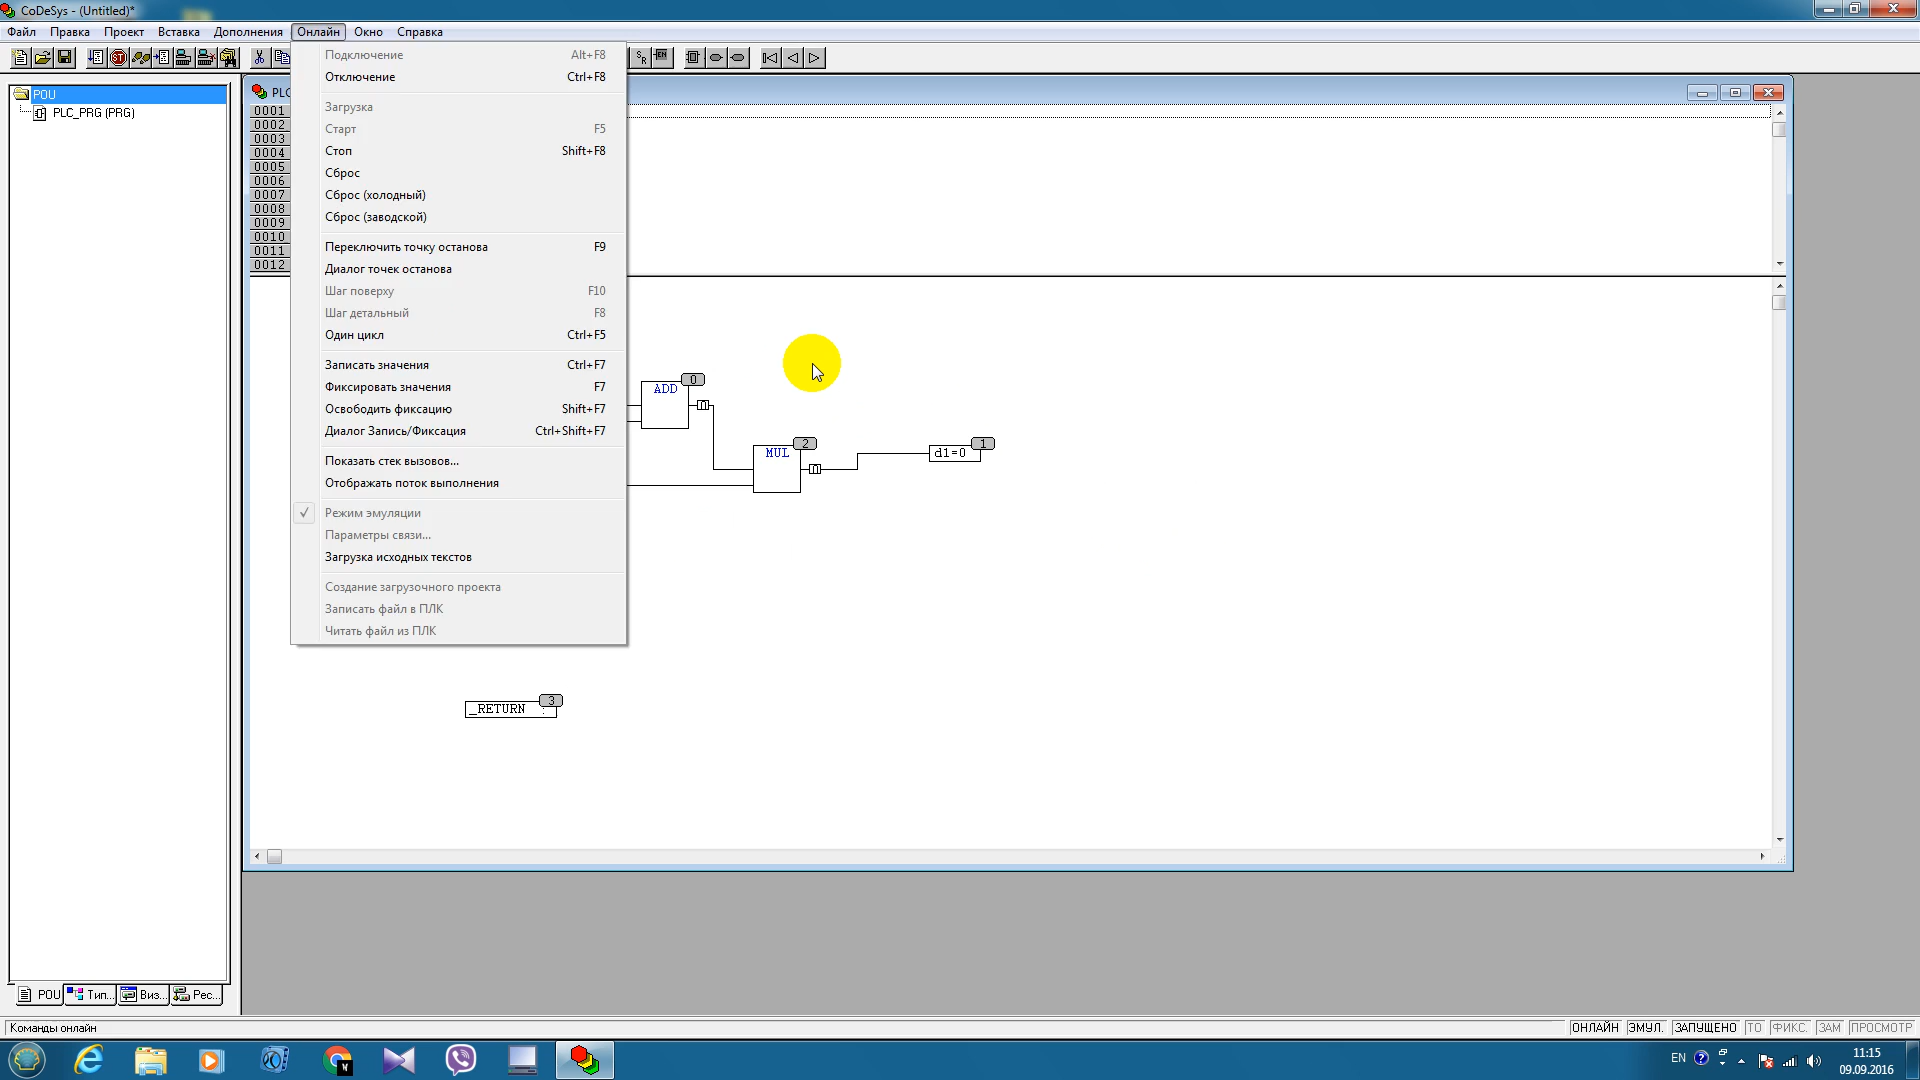 CoDeSys - (Untitled)*
Файл Правка Проект Вставка Дополнения Онлайн Окно Справка
POU
PLC_PRG (PRG)
PLC
0001
0002
0003
0004
0005
0006
0007
0008
0009
0010
0011
0012
Подключение Alt+F8
Отключение Ctrl+F8
Загрузка
Старт F5
Стоп Shift+F8
Сброс
Сброс (холодный)
Сброс (заводской)
Переключить точку останова F9
Диалог точек останова
Шаг поверху F10
Шаг детальный F8
Один цикл Ctrl+F5
Записать значения Ctrl+F7
Фиксировать значения F7
Освободить фиксацию Shift+F7
Диалог Запись/Фиксация Ctrl+Shift+F7
Показать стек вызовов...
Отображать поток выполнения
Режим эмуляции
Параметры связи...
Загрузка исходных текстов
Создание загрузочного проекта
Записать файл в ПЛК
Читать файл из ПЛК
0
ADD
0
2
MUL
0
1
d1=0
3
_RETURN
POU Тип... Виз... Рес...
Команды онлайн
ОНЛАЙН ЭМУЛ. ЗАПУЩЕНО ТО ФИКС. ЗАМ ПРОСМОТР
EN
11:15
09.09.2016